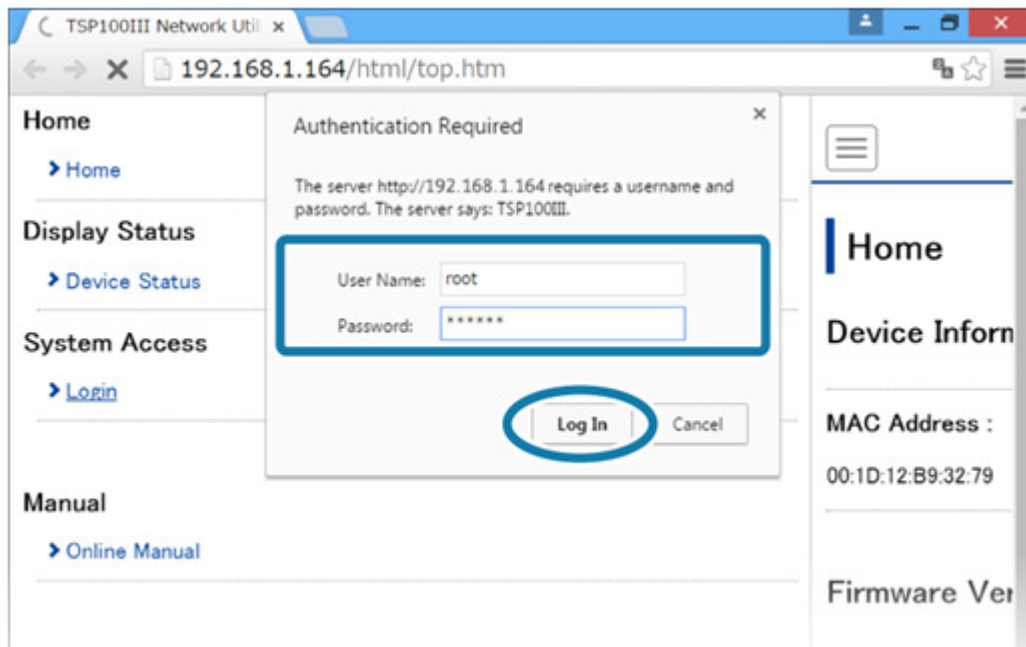 TSP100III Network Util
192.168.1.164/html/top.htm
Home
Home
Display Status
Device Status
System Access
Login
Manual
Online Manual
Authentication Required
The server http://192.168.1.164 requires a username and
password. The server says: TSP100III.
User Name: root
Password: ******
Log In Cancel
Home
Device Inforn
MAC Address :
00:1D:12:B9:32:79
Firmware Ver